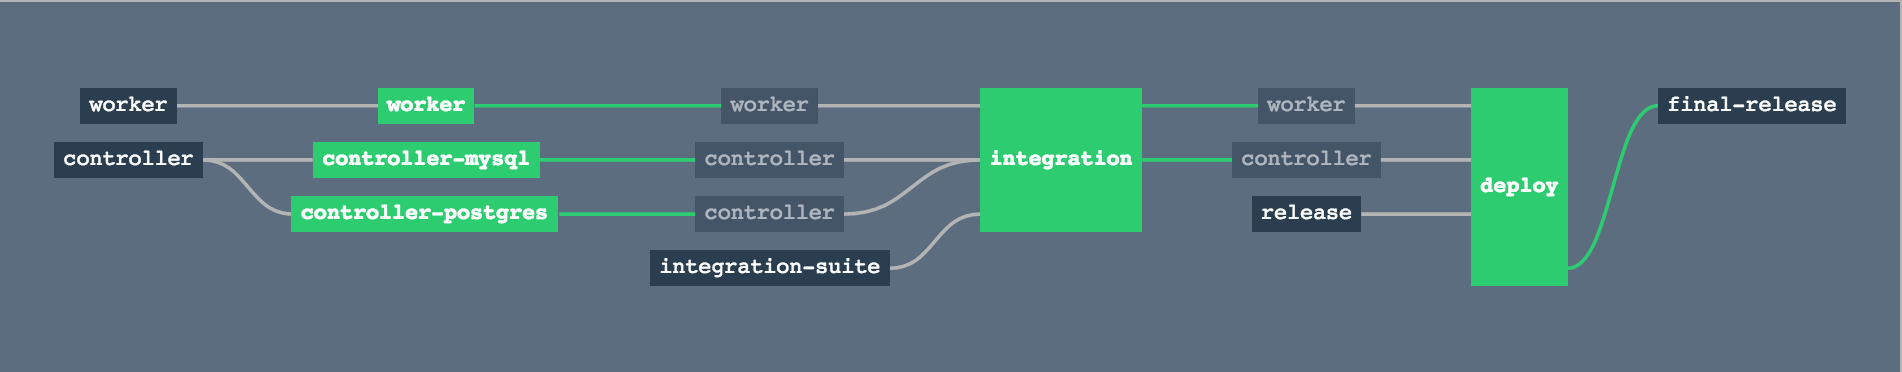 worker
worker
worker
worker
final-release
controller
controller-mysql
controller
integration
controller
deploy
controller-postgres
controller
release
integration-suite